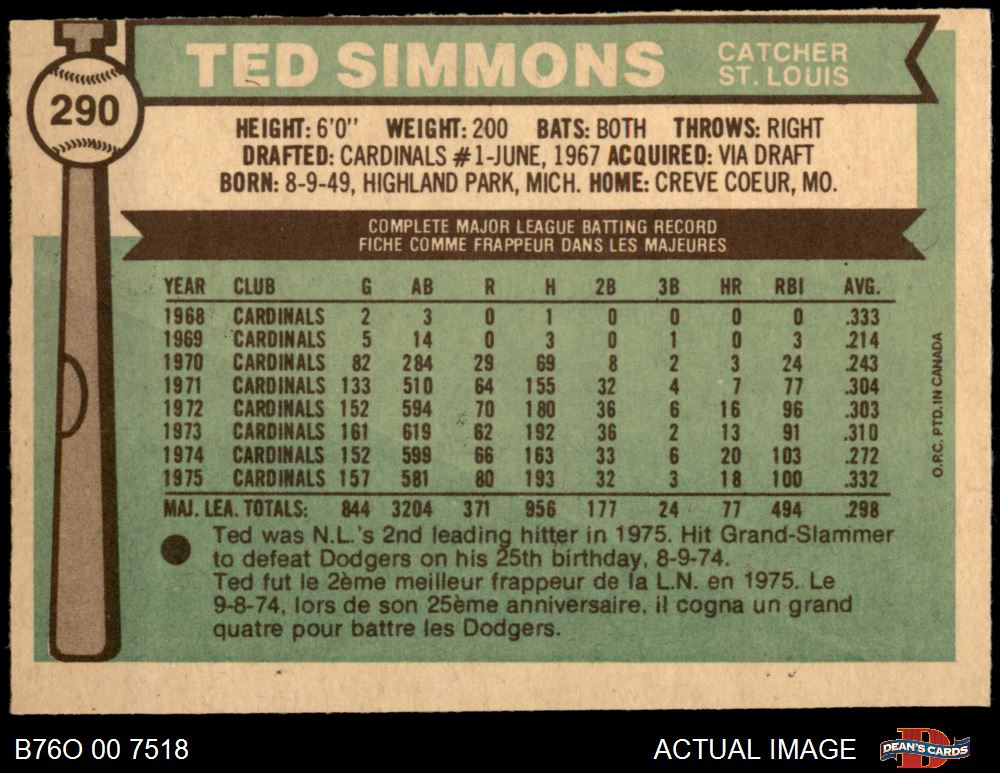 290
TED SIMMONS
CATCHER
ST. LOUIS
HEIGHT: 6'0" WEIGHT: 200 BATS: BOTH THROWS: RIGHT
DRAFTED: CARDINALS #1-JUNE, 1967 ACQUIRED: VIA DRAFT
BORN: 8-9-49, HIGHLAND PARK, MICH. HOME: CREVE COEUR, MO.
COMPLETE MAJOR LEAGUE BATTING RECORD
FICHE COMME FRAPPEUR DANS LES MAJEURES
YEAR CLUB G AB R H 2B 3B HR RBI AVG.
1968 CARDINALS 2 3 0 1 0 0 0 0 .333
1969 CARDINALS 5 14 0 3 0 1 0 3 .214
1970 CARDINALS 82 284 29 69 8 2 3 24 .243
1971 CARDINALS 133 510 64 155 32 4 7 77 .304
1972 CARDINALS 152 594 70 180 36 6 16 96 .303
1973 CARDINALS 161 619 62 192 36 2 13 91 .310
1974 CARDINALS 152 599 66 163 33 6 20 103 .272
1975 CARDINALS 157 581 80 193 32 3 18 100 .332
MAJ. LEA. TOTALS: 844 3204 371 956 177 24 77 494 .298
Ted was N.L.'s 2nd leading hitter in 1975. Hit Grand-Slammer
to defeat Dodgers on his 25th birthday, 8-9-74.
Ted fut le 2ème meilleur frappeur de la L.N. en 1975. Le
9-8-74, lors de son 25ème anniversaire, il cogna un grand
quatre pour battre les Dodgers.
O.P.C. PTD. IN CANADA
B76O 00 7518
ACTUAL IMAGE
DEAN'S CARDS